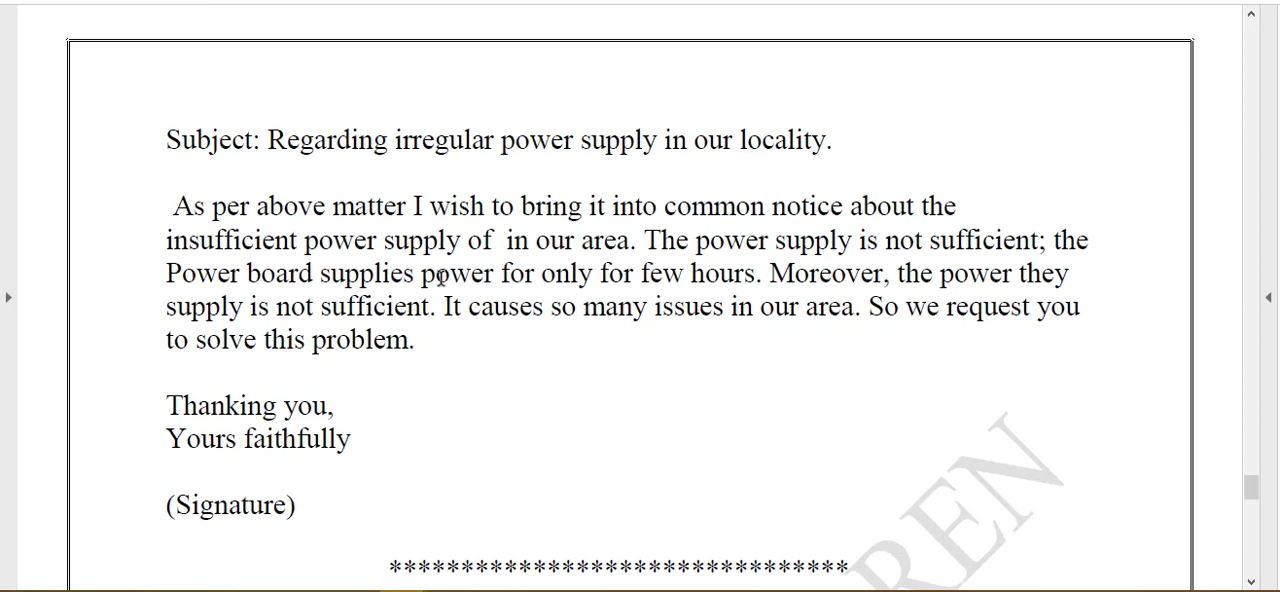 Subject: Regarding irregular power supply in our locality.
As per above matter I wish to bring it into common notice about the
insufficient power supply of  in our area. The power supply is not sufficient; the
Power board supplies power for only for few hours. Moreover, the power they
supply is not sufficient. It causes so many issues in our area. So we request you
to solve this problem.
Thanking you,
Yours faithfully
(Signature)
********************************
REN